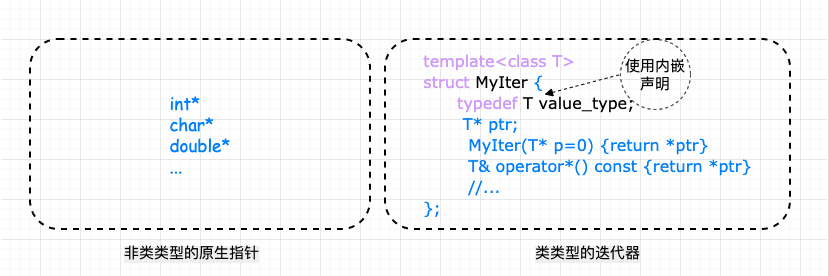 int*
char*
double*
...
非类类型的原生指针
template<class T>
struct MyIter {
typedef T value_type;
T* ptr;
MyIter(T* p=0) {return *ptr}
T& operator*() const {return *ptr}
//...
};
使用内嵌
声明
类类型的迭代器